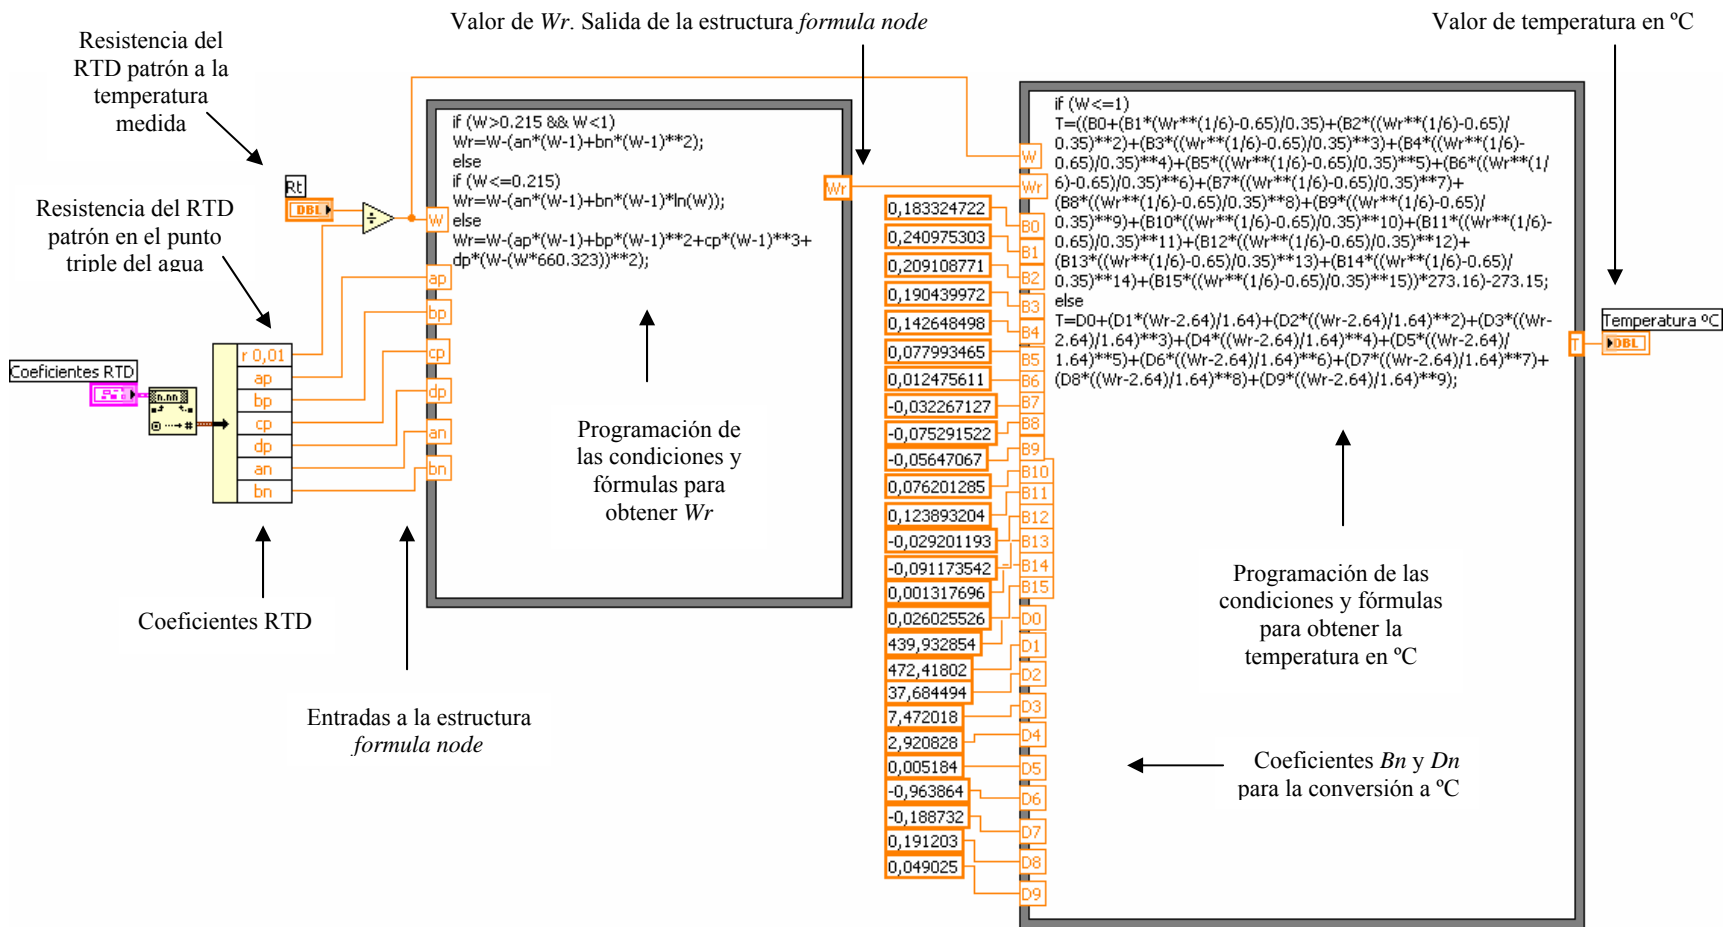 Valor de Wr. Salida de la estructura formula node
Valor de temperatura en ºC
Resistencia del
RTD patrón a la
temperatura
medida
Rt
DBL
÷
Resistencia del RTD
patrón en el punto
triple del agua
Coeficientes RTD
n.nn
r 0,01
ap
bp
cp
dp
an
bn
Coeficientes RTD
W
ap
bp
cp
dp
an
bn
if (W>0.215 && W<1)
Wr=W-(an*(W-1)+bn*(W-1)**2);
else
if (W<=0.215)
Wr=W-(an*(W-1)+bn*(W-1)*ln(W));
else
Wr=W-(ap*(W-1)+bp*(W-1)**2+cp*(W-1)**3+
dp*(W-(W*660.323))**2);
Programación de
las condiciones y
fórmulas para
obtener Wr
Wr
Entradas a la estructura
formula node
0,183324722
0,240975303
0,209108771
0,190439972
0,142648498
0,077993465
0,012475611
-0,032267127
-0,075291522
-0,05647067
0,076201285
0,123893204
-0,029201193
-0,091173542
0,001317696
0,026025526
439,932854
472,41802
37,684494
7,472018
2,920828
0,005184
-0,963864
-0,188732
0,191203
0,049025
W
Wr
B0
B1
B2
B3
B4
B5
B6
B7
B8
B9
B10
B11
B12
B13
B14
B15
D0
D1
D2
D3
D4
D5
D6
D7
D8
D9
if (W<=1)
T=((B0+(B1*(Wr**(1/6)-0.65)/0.35)+(B2*((Wr**(1/6)-0.65)/
0.35)**2)+(B3*((Wr**(1/6)-0.65)/0.35)**3)+(B4*((Wr**(1/6)-
0.65)/0.35)**4)+(B5*((Wr**(1/6)-0.65)/0.35)**5)+(B6*((Wr**(1/
6)-0.65)/0.35)**6)+(B7*((Wr**(1/6)-0.65)/0.35)**7)+
(B8*((Wr**(1/6)-0.65)/0.35)**8)+(B9*((Wr**(1/6)-0.65)/
0.35)**9)+(B10*((Wr**(1/6)-0.65)/0.35)**10)+(B11*((Wr**(1/6)-
0.65)/0.35)**11)+(B12*((Wr**(1/6)-0.65)/0.35)**12)+
(B13*((Wr**(1/6)-0.65)/0.35)**13)+(B14*((Wr**(1/6)-0.65)/
0.35)**14)+(B15*((Wr**(1/6)-0.65)/0.35)**15))*273.16)-273.15;
else
T=D0+(D1*(Wr-2.64)/1.64)+(D2*((Wr-2.64)/1.64)**2)+(D3*((Wr-
2.64)/1.64)**3)+(D4*((Wr-2.64)/1.64)**4)+(D5*((Wr-2.64)/
1.64)**5)+(D6*((Wr-2.64)/1.64)**6)+(D7*((Wr-2.64)/1.64)**7)+
(D8*((Wr-2.64)/1.64)**8)+(D9*((Wr-2.64)/1.64)**9);
Programación de las
condiciones y fórmulas
para obtener la
temperatura en ºC
Coeficientes Bn y Dn
para la conversión a ºC
T
Temperatura ºC
DBL